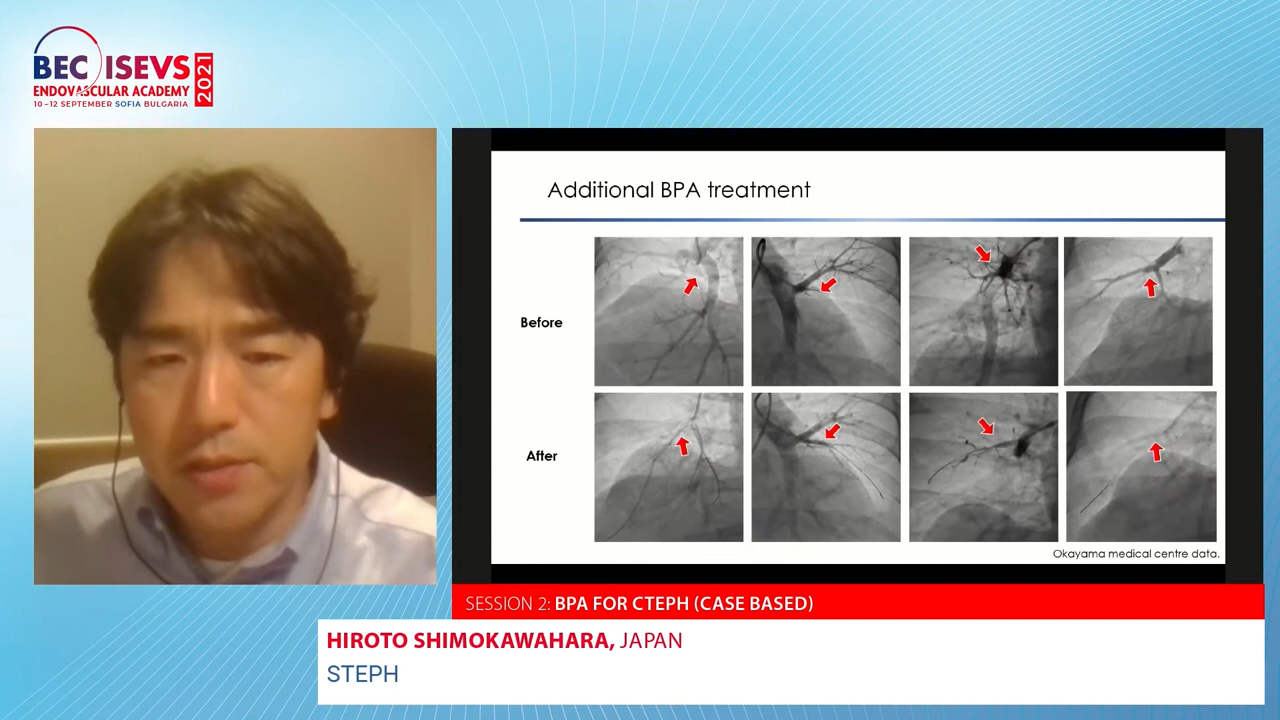 BEC ISEVS
ENDOVASCULAR ACADEMY
10–12 SEPTEMBER SOFIA BULGARIA
2021
Additional BPA treatment
Before
After
Okayama medical centre data.
SESSION 2: BPA FOR CTEPH (CASE BASED)
HIROTO SHIMOKAWAHARA, JAPAN
STEPH